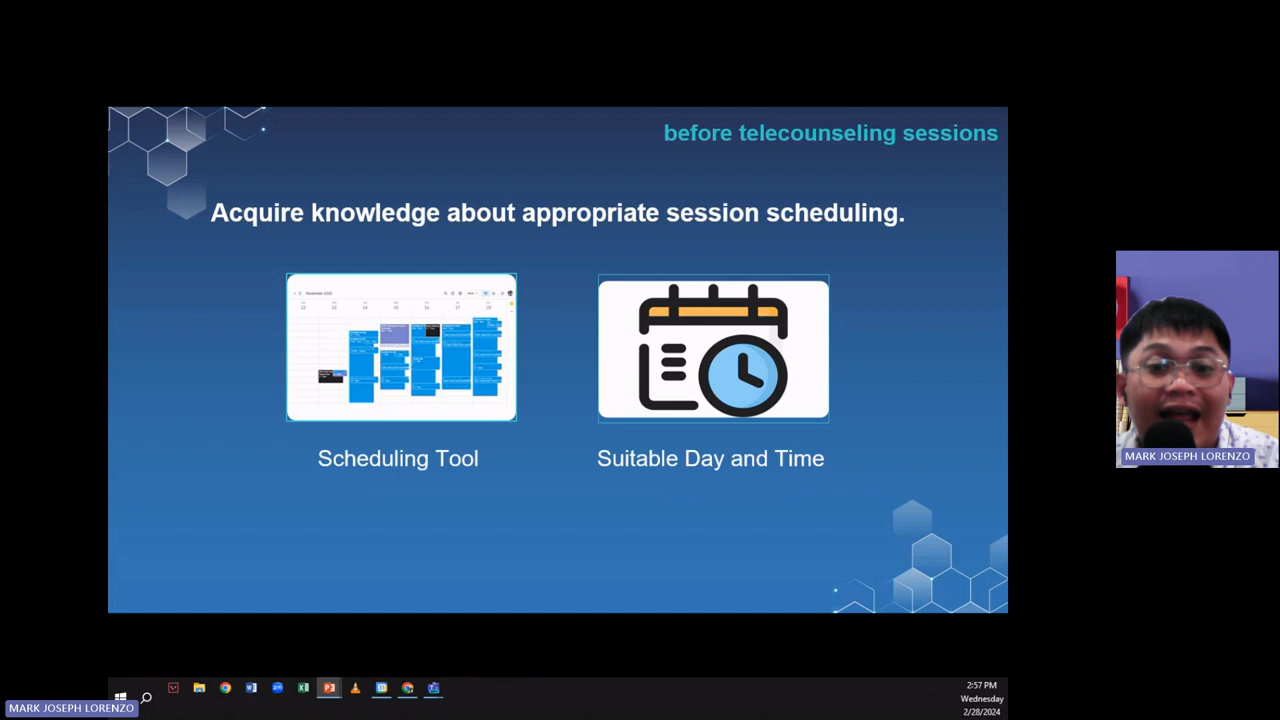 before telecounseling sessions
Acquire knowledge about appropriate session scheduling.
Scheduling Tool
Suitable Day and Time
MARK JOSEPH LORENZO
2:57 PM
Wednesday
2/28/2024
MARK JOSEPH LORENZO